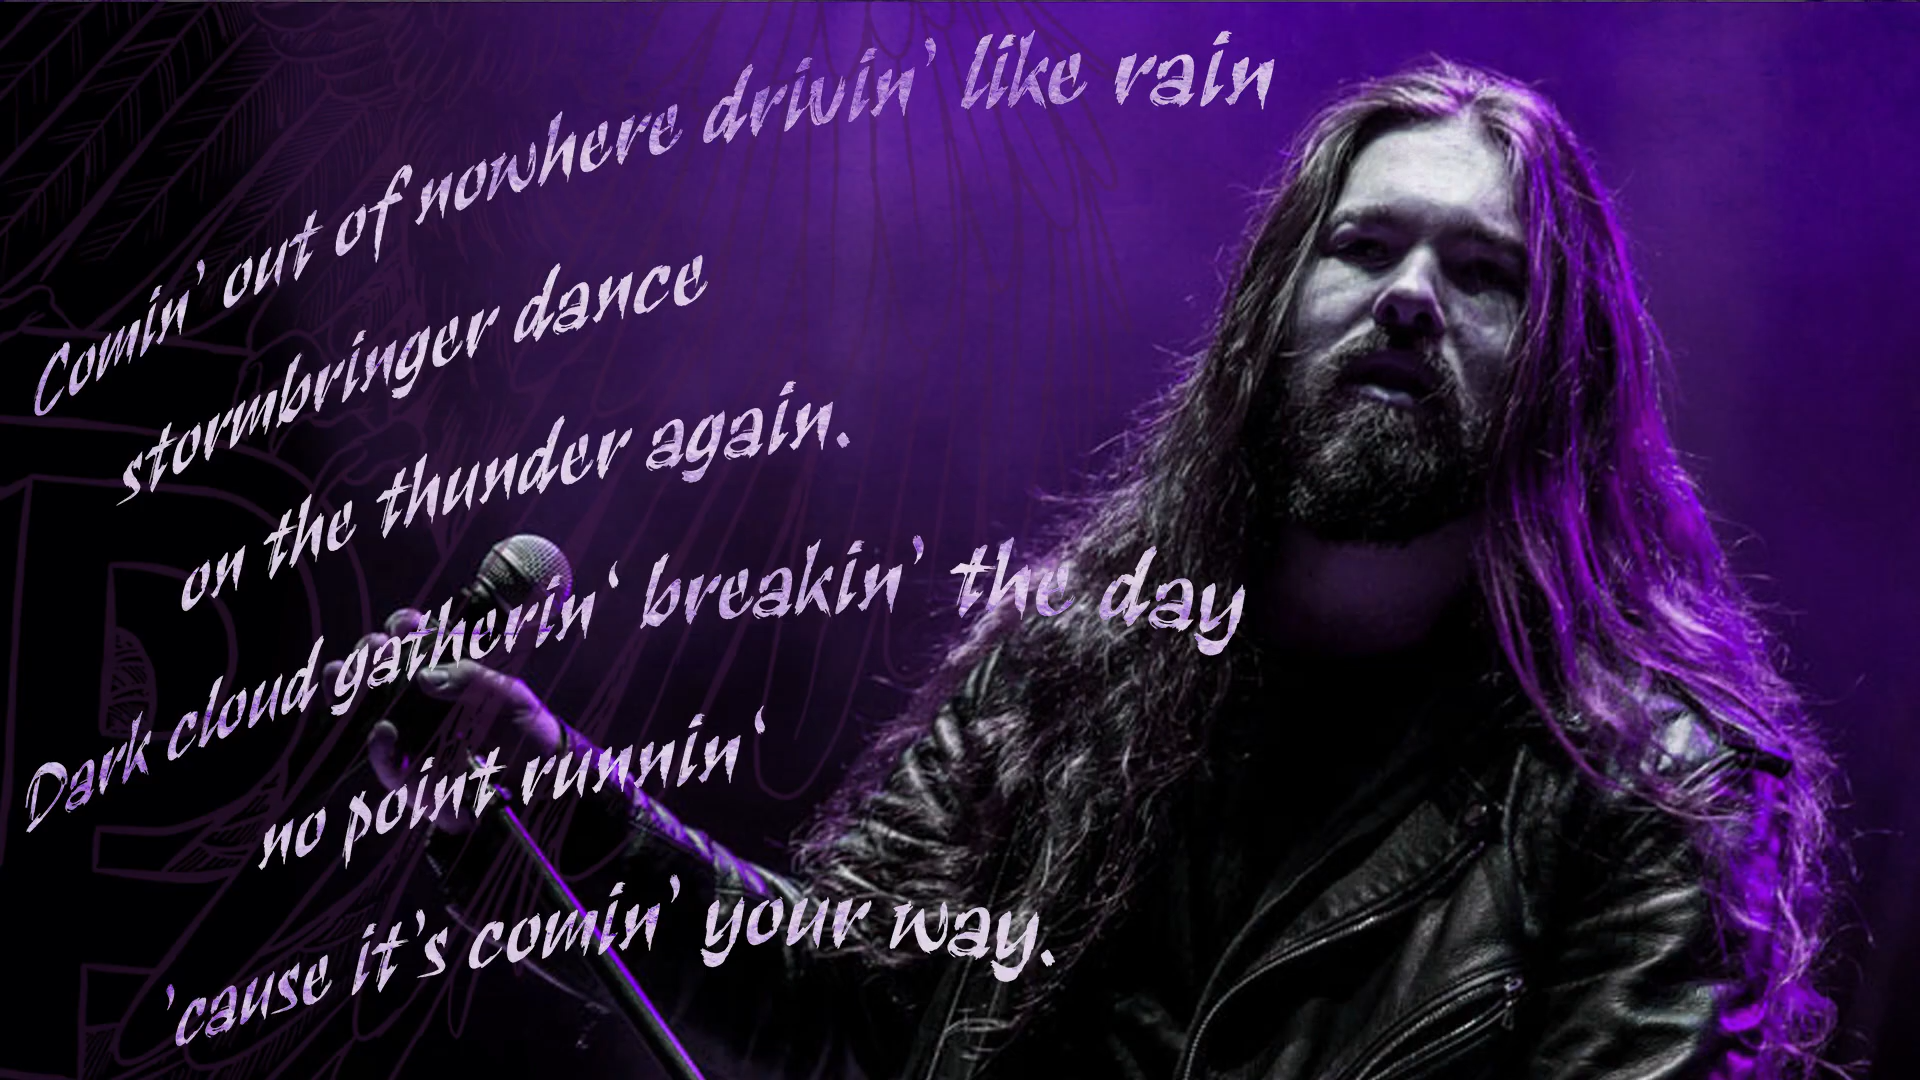 Comin' out of nowhere drivin' like rain
stormbringer dance
on the thunder again.
Dark cloud gatherin‘ breakin' the day
no point runnin‘
'cause it's comin' your way.